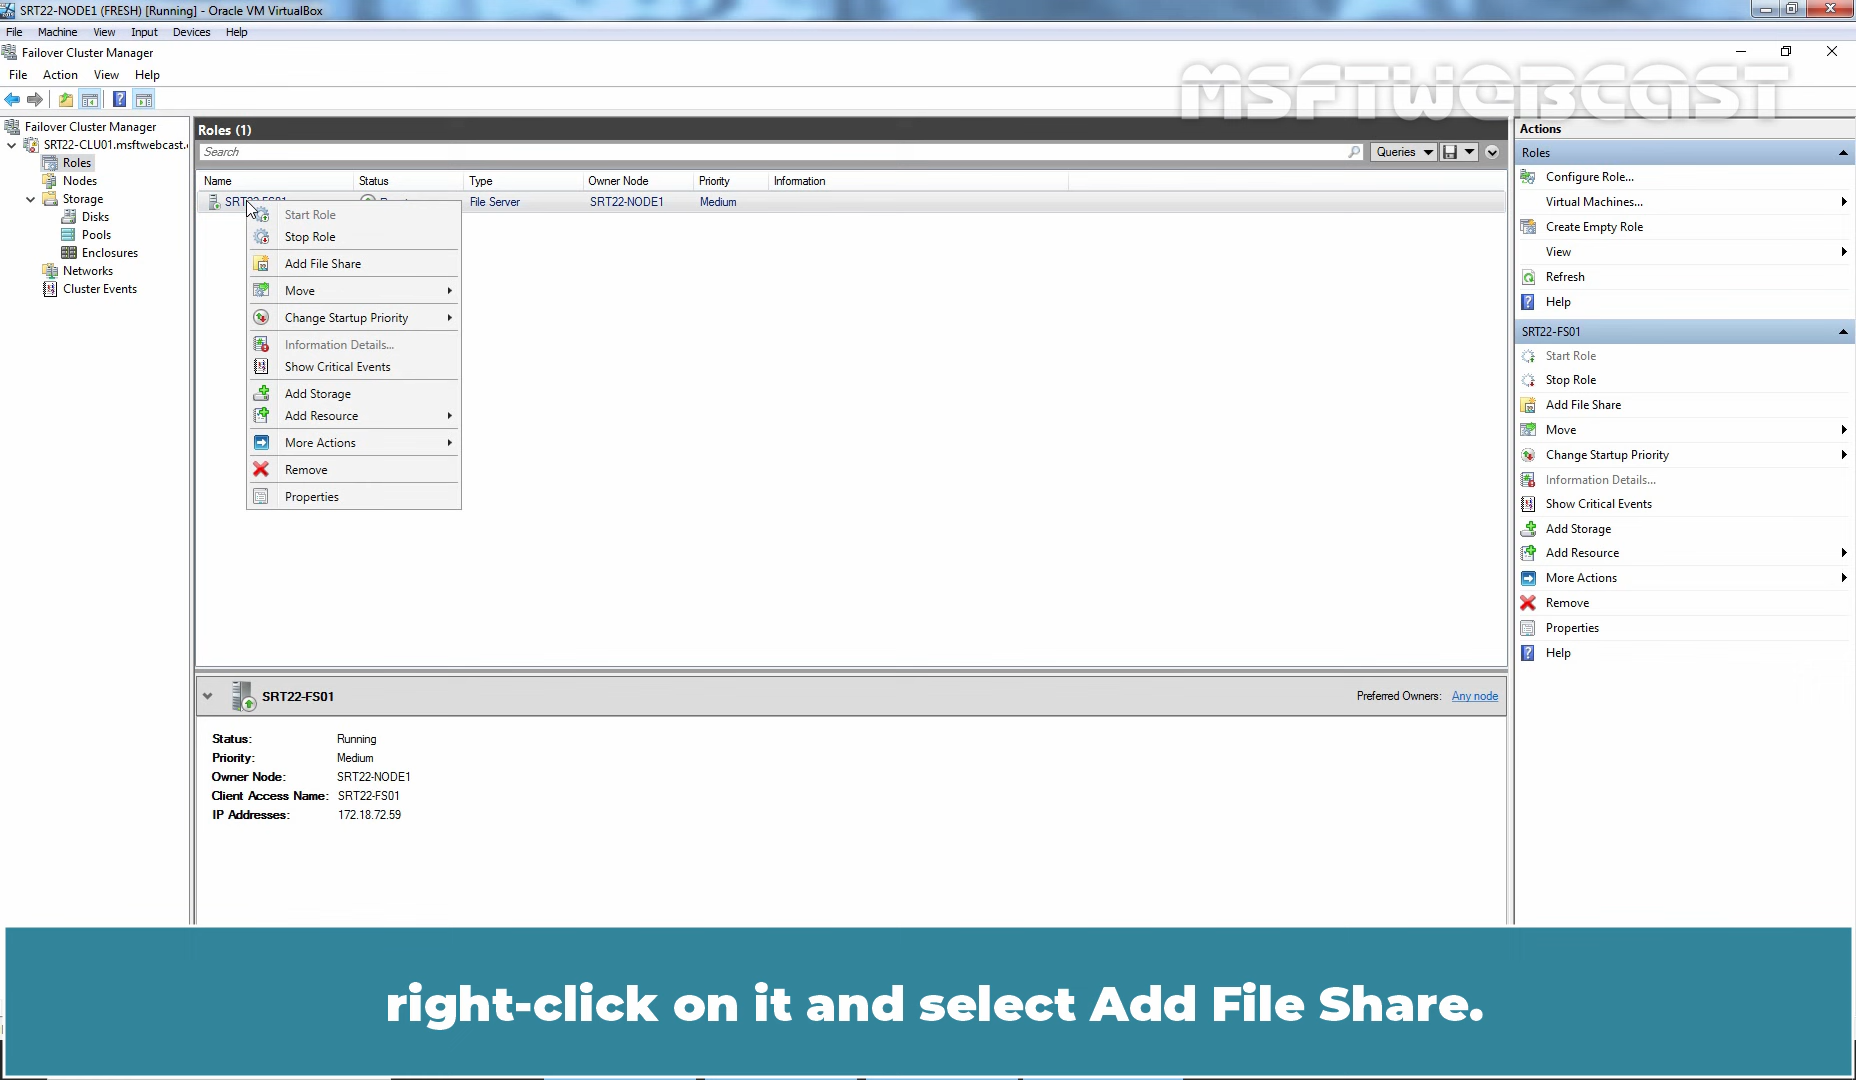 SRT22-NODE1 (FRESH) [Running] - Oracle VM VirtualBox
File Machine View Input Devices Help
Failover Cluster Manager
File Action View Help
MSFTWEBCAST
Failover Cluster Manager
SRT22-CLU01.msftwebcast.
Roles
Nodes
Storage
Disks
Pools
Enclosures
Networks
Cluster Events
Roles (1)
Search
Queries
Name Status Type Owner Node Priority Information
SRT22-FS01 File Server SRT22-NODE1 Medium
Start Role
Stop Role
Add File Share
Move
Change Startup Priority
Information Details...
Show Critical Events
Add Storage
Add Resource
More Actions
Remove
Properties
SRT22-FS01
Preferred Owners: Any node
Status: Running
Priority: Medium
Owner Node: SRT22-NODE1
Client Access Name: SRT22-FS01
IP Addresses: 172.18.72.59
Actions
Roles
Configure Role...
Virtual Machines...
Create Empty Role
View
Refresh
Help
SRT22-FS01
Start Role
Stop Role
Add File Share
Move
Change Startup Priority
Information Details...
Show Critical Events
Add Storage
Add Resource
More Actions
Remove
Properties
Help
right-click on it and select Add File Share.